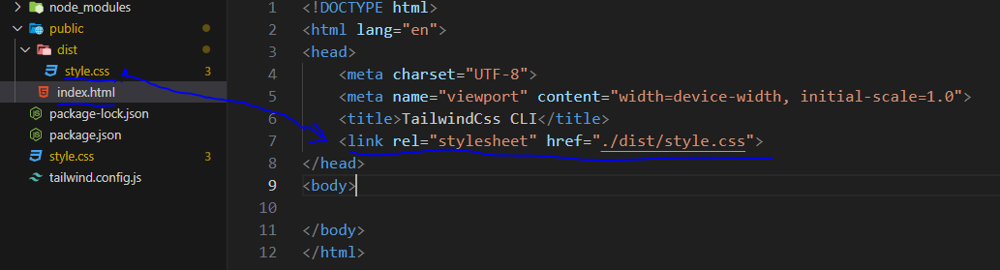 node_modules
public
dist
style.css 3
index.html
package-lock.json
package.json
style.css 3
tailwind.config.js
1 <!DOCTYPE html>
2 <html lang="en">
3 <head>
4 <meta charset="UTF-8">
5 <meta name="viewport" content="width=device-width, initial-scale=1.0">
6 <title>TailwindCss CLI</title>
7 <link rel="stylesheet" href="./dist/style.css">
8 </head>
9 <body>
10
11 </body>
12 </html>